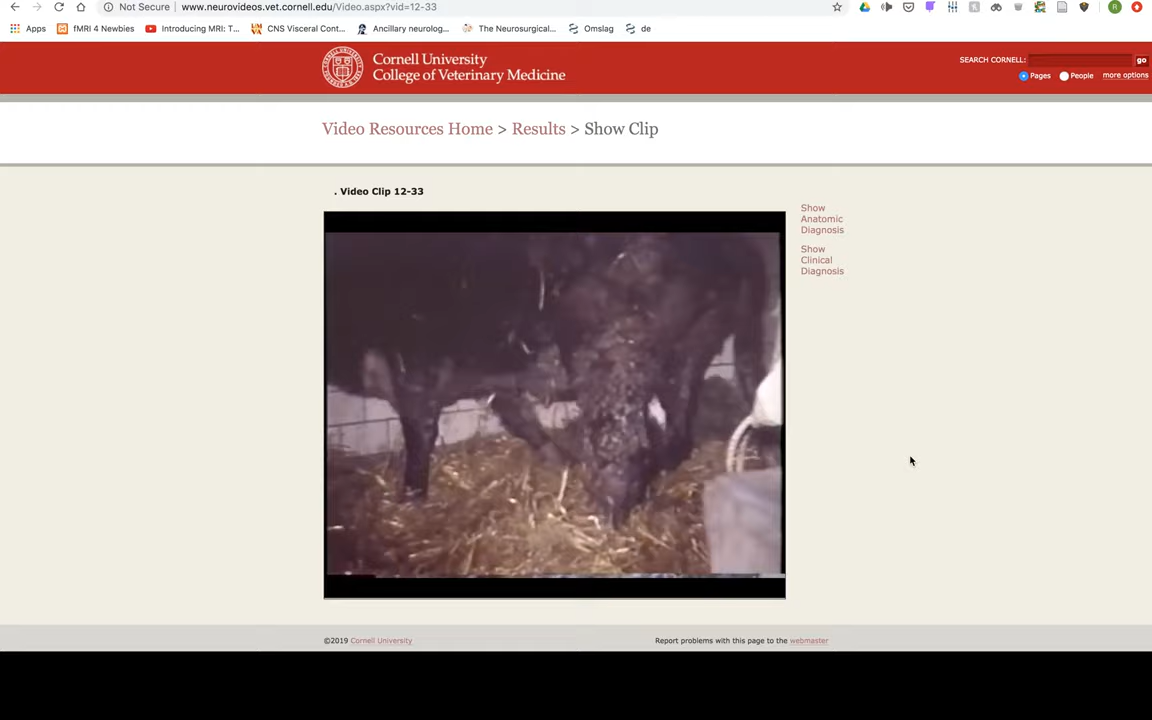 Not Secure www.neurovideos.vet.cornell.edu/Video.aspx?vid=12-33
Apps fMRI 4 Newbies Introducing MRI: T... CNS Visceral Cont... Ancillary neurolog... The Neurosurgical... Omslag de
R
Cornell University
College of Veterinary Medicine
SEARCH CORNELL: go
Pages People more options
Video Resources Home > Results > Show Clip
. Video Clip 12-33
Show
Anatomic
Diagnosis
Show
Clinical
Diagnosis
©2019 Cornell University
Report problems with this page to the webmaster